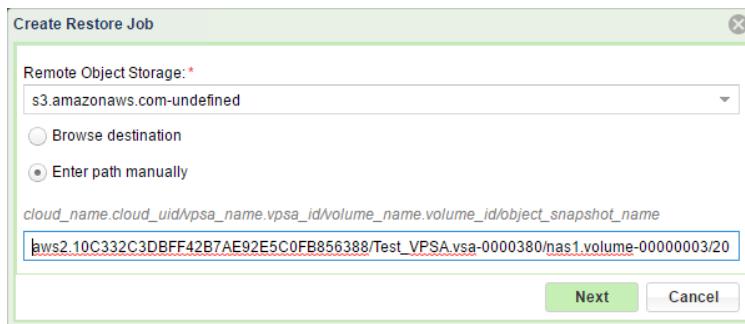 Create Restore Job
Remote Object Storage: *
s3.amazonaws.com-undefined
Browse destination
Enter path manually
cloud_name.cloud_uid/vpsa_name.vpsa_id/volume_name.volume_id/object_snapshot_name
aws2.10C332C3DBFF42B7AE92E5C0FB856388/Test_VPSA.vsa-0000380/nas1.volume-00000003/20
Next Cancel